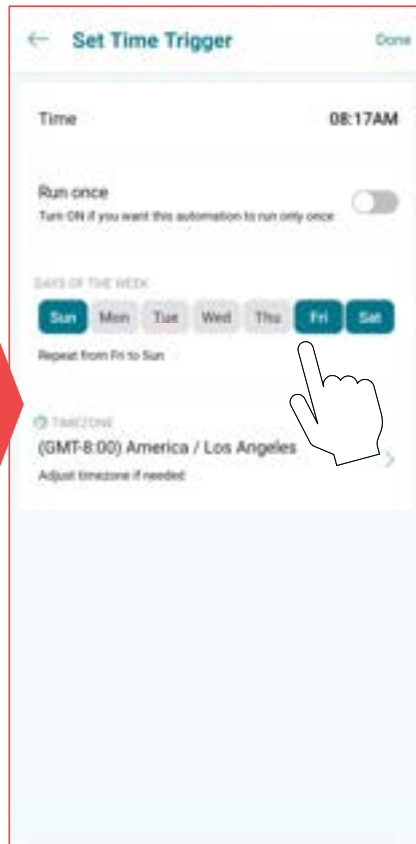 Set Time Trigger Done
Time 08:17AM
Run once
Turn ON if you want this automation to run only once
DAYS OF THE WEEK
Sun Mon Tue Wed Thu Fri Sat
Repeat from Fri to Sun
TIMEZONE
(GMT-8:00) America / Los Angeles
Adjust timezone if needed